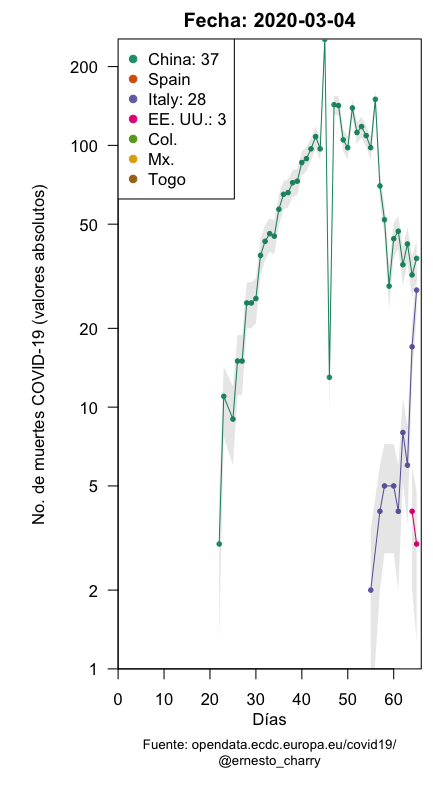 Fecha: 2020-03-04
China: 37
Spain
Italy: 28
EE. UU.: 3
Col.
Mx.
Togo
No. de muertes COVID-19 (valores absolutos)
200
100
50
20
10
5
2
1
0 10 20 30 40 50 60
Días
Fuente: opendata.ecdc.europa.eu/covid19/
@ernesto_charry